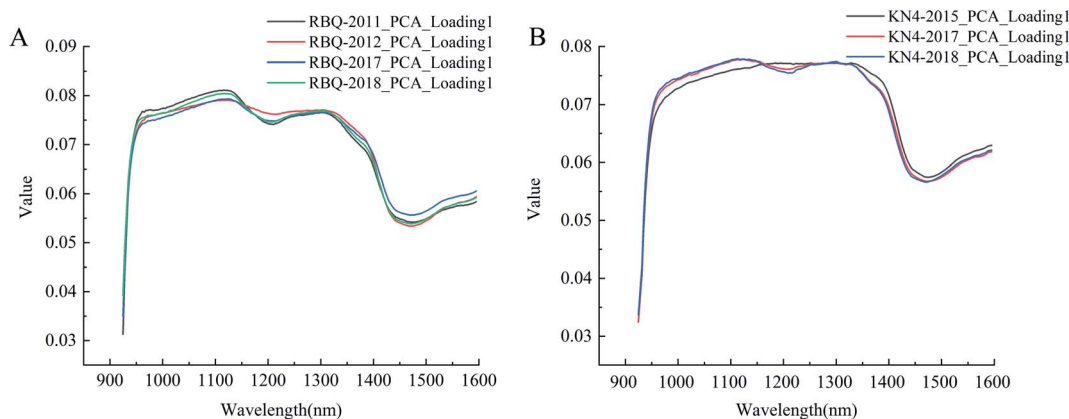 A
RBQ-2011_PCA_Loading1
RBQ-2012_PCA_Loading1
RBQ-2017_PCA_Loading1
RBQ-2018_PCA_Loading1
0.09
0.08
0.07
0.06
0.05
0.04
0.03
Value
900 1000 1100 1200 1300 1400 1500 1600
Wavelength(nm)
B
KN4-2015_PCA_Loading1
KN4-2017_PCA_Loading1
KN4-2018_PCA_Loading1
0.08
0.07
0.06
0.05
0.04
0.03
Value
900 1000 1100 1200 1300 1400 1500 1600
Wavelength(nm)